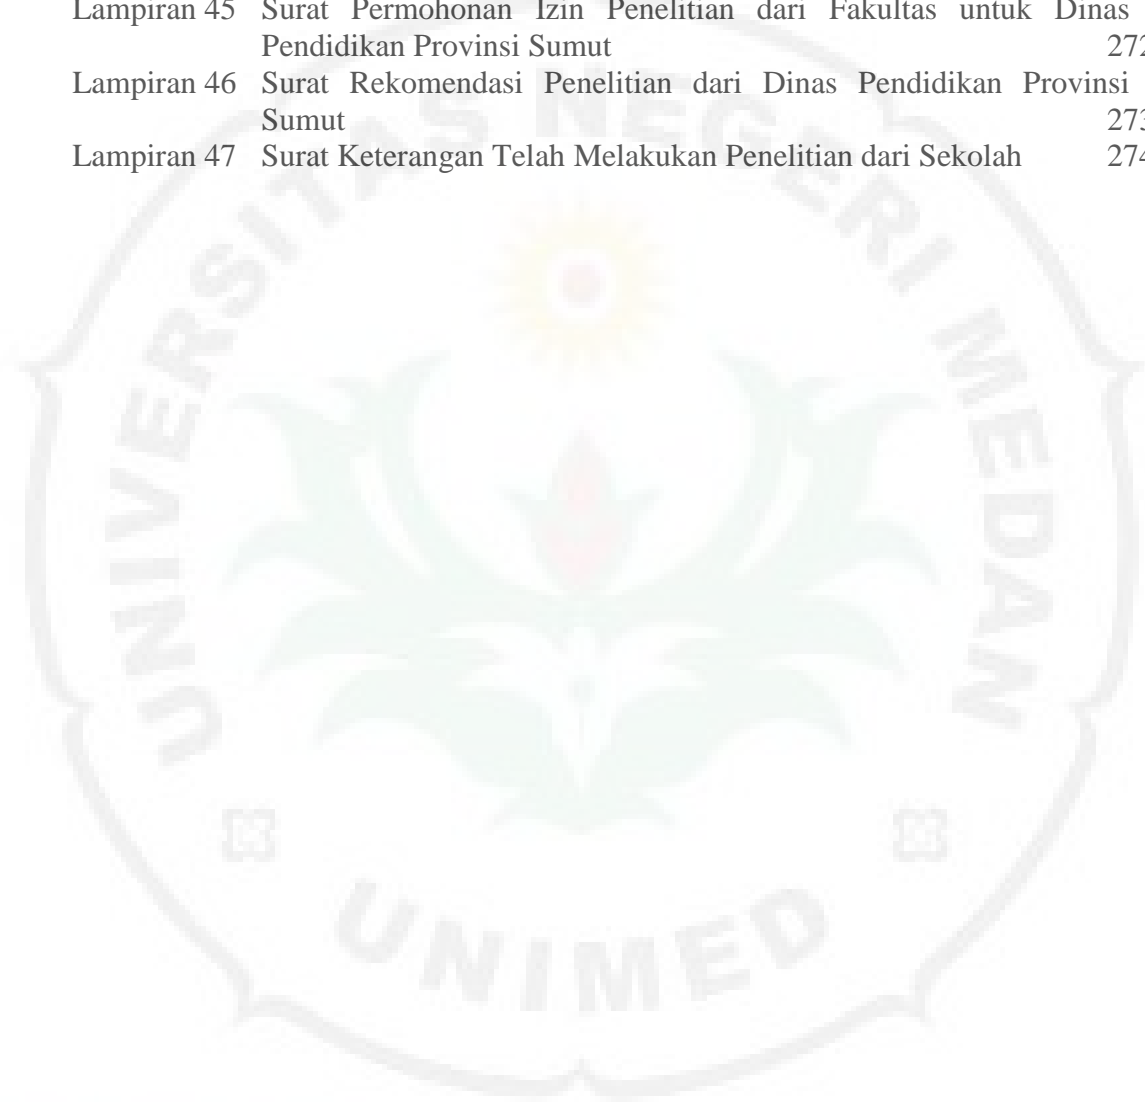 Lampiran 45 Surat Permohonan Izin Penelitian dari Fakultas untuk Dinas
Pendidikan Provinsi Sumut 272
Lampiran 46 Surat Rekomendasi Penelitian dari Dinas Pendidikan Provinsi
Sumut 273
Lampiran 47 Surat Keterangan Telah Melakukan Penelitian dari Sekolah 274
UNIVERSITAS NEGERI MEDAN
UNIMED